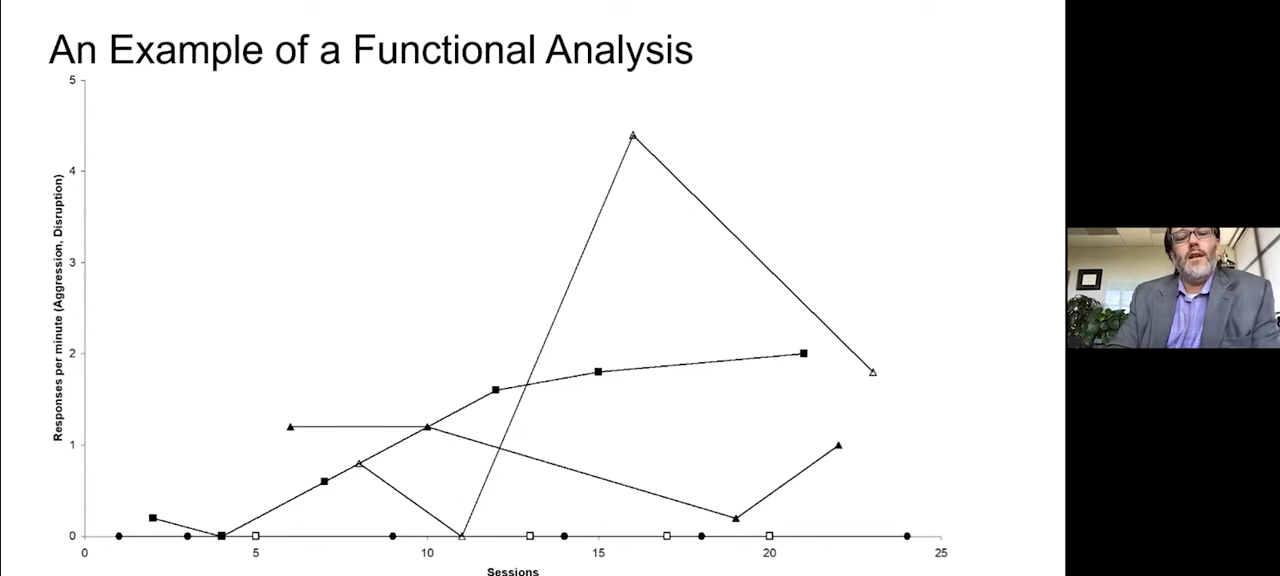 An Example of a Functional Analysis
5
4
3
2
1
0
Responses per minute (Aggression, Disruption)
0 5 10 15 20 25
Sessions